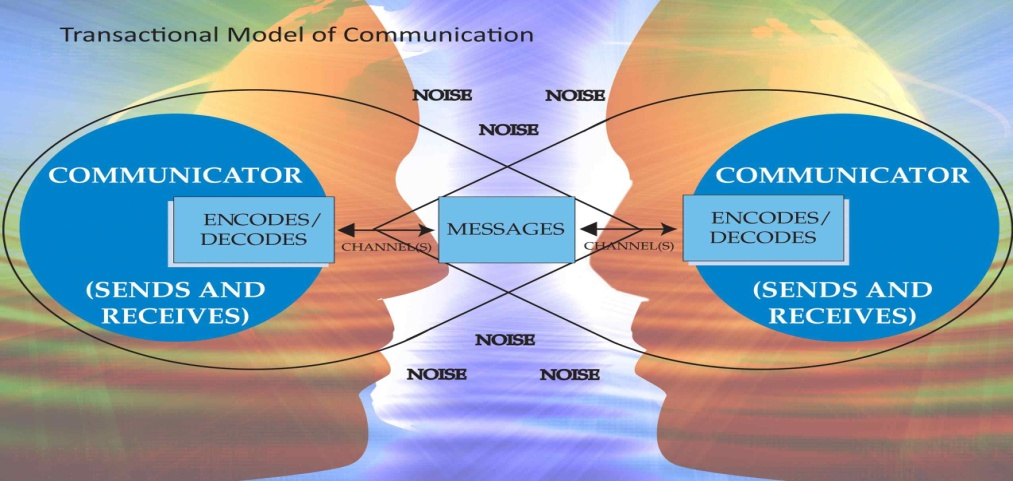 Transactional Model of Communication
NOISE
NOISE
NOISE
COMMUNICATOR
ENCODES/
DECODES
(SENDS AND
RECEIVES)
CHANNEL(S)
MESSAGES
CHANNEL(S)
COMMUNICATOR
ENCODES/
DECODES
(SENDS AND
RECEIVES)
NOISE
NOISE
NOISE